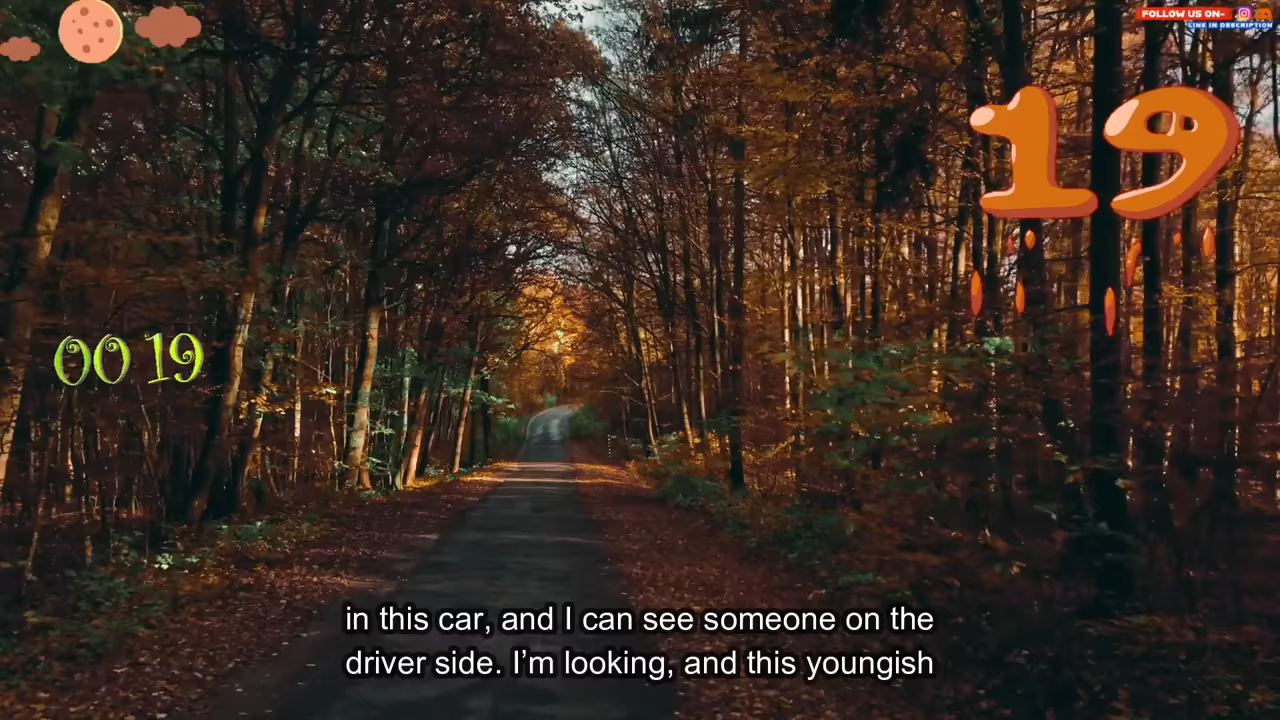 FOLLOW US ON-
LINK IN DESCRIPTION
19
00 19
in this car, and I can see someone on the
driver side. I’m looking, and this youngish